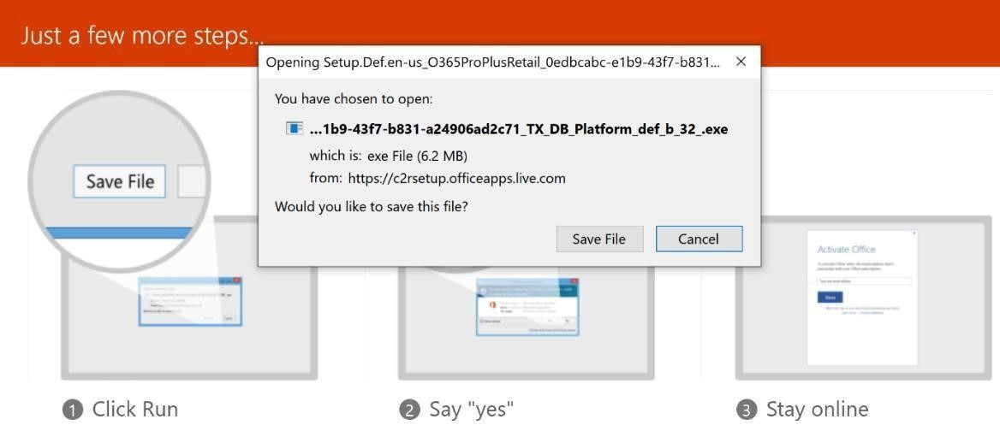 Just a few more steps...
Opening Setup.Def.en-us_O365ProPlusRetail_0edbcabc-e1b9-43f7-b831...
You have chosen to open:
...1b9-43f7-b831-a24906ad2c71_TX_DB_Platform_def_b_32_.exe
which is: exe File (6.2 MB)
from: https://c2rsetup.officeapps.live.com
Would you like to save this file?
Save File
Cancel
Save File
Activate Office
1 Click Run
2 Say "yes"
3 Stay online